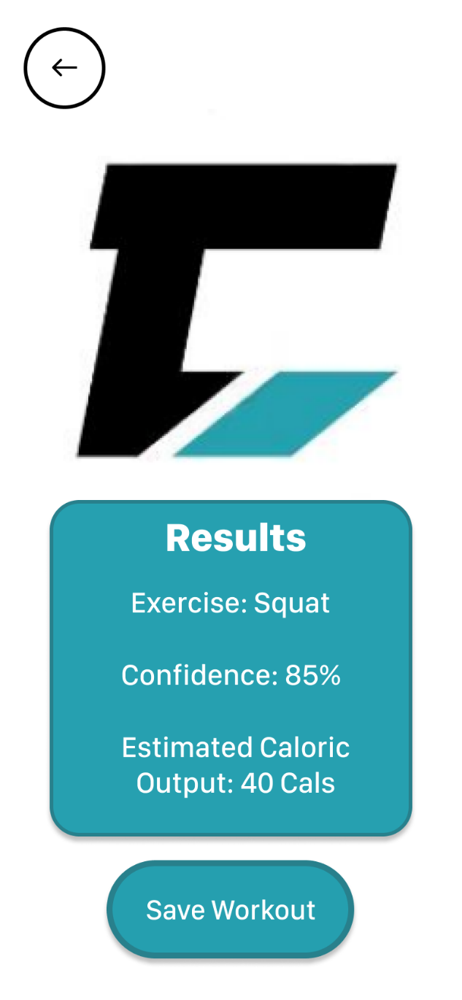 Results
Exercise: Squat
Confidence: 85%
Estimated Caloric
Output: 40 Cals
Save Workout